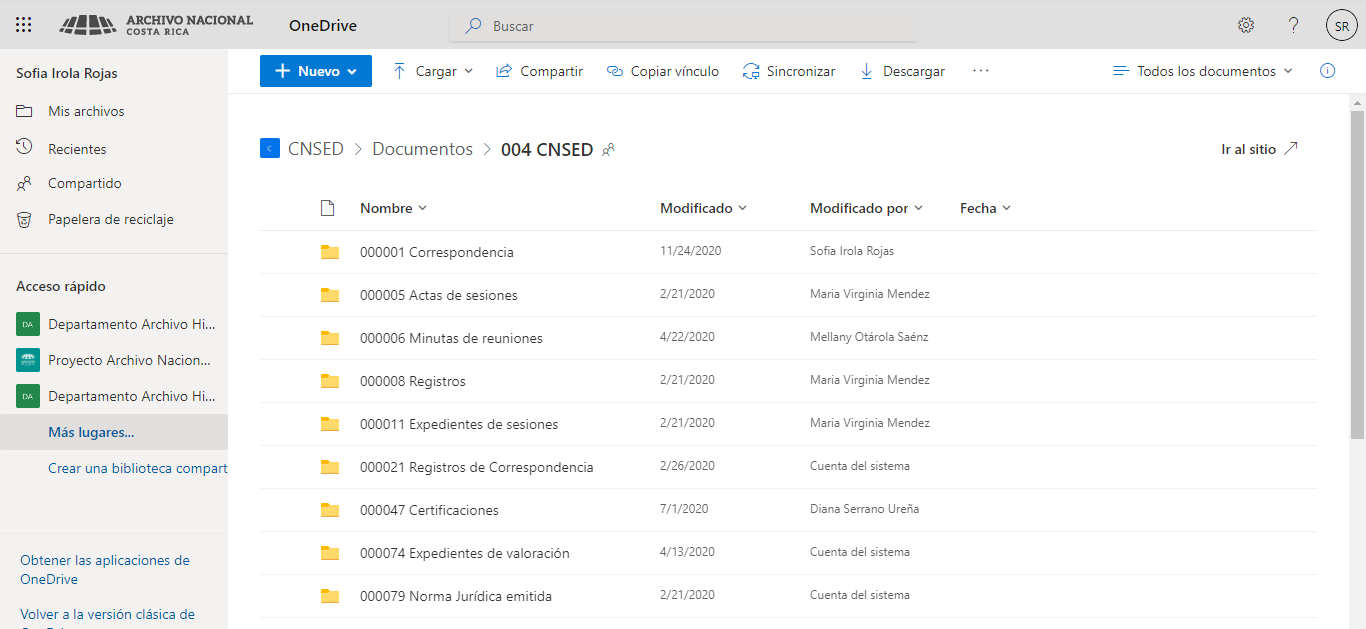 ARCHIVO NACIONAL
COSTA RICA
OneDrive
Buscar
SR
Sofia Irola Rojas
Mis archivos
Recientes
Compartido
Papelera de reciclaje
Acceso rápido
DA Departamento Archivo Hi...
Proyecto Archivo Nacion...
DA Departamento Archivo Hi...
Más lugares...
Crear una biblioteca compart
Obtener las aplicaciones de
OneDrive
Volver a la versión clásica de
Nuevo
Cargar
Compartir
Copiar vínculo
Sincronizar
Descargar
...
Todos los documentos
C CNSED > Documentos > 004 CNSED
Ir al sitio
Nombre Modificado Modificado por Fecha
000001 Correspondencia 11/24/2020 Sofia Irola Rojas
000005 Actas de sesiones 2/21/2020 Maria Virginia Mendez
000006 Minutas de reuniones 4/22/2020 Mellany Otárola Saénz
000008 Registros 2/21/2020 Maria Virginia Mendez
000011 Expedientes de sesiones 2/21/2020 Maria Virginia Mendez
000021 Registros de Correspondencia 2/26/2020 Cuenta del sistema
000047 Certificaciones 7/1/2020 Diana Serrano Ureña
000074 Expedientes de valoración 4/13/2020 Cuenta del sistema
000079 Norma Jurídica emitida 2/21/2020 Cuenta del sistema